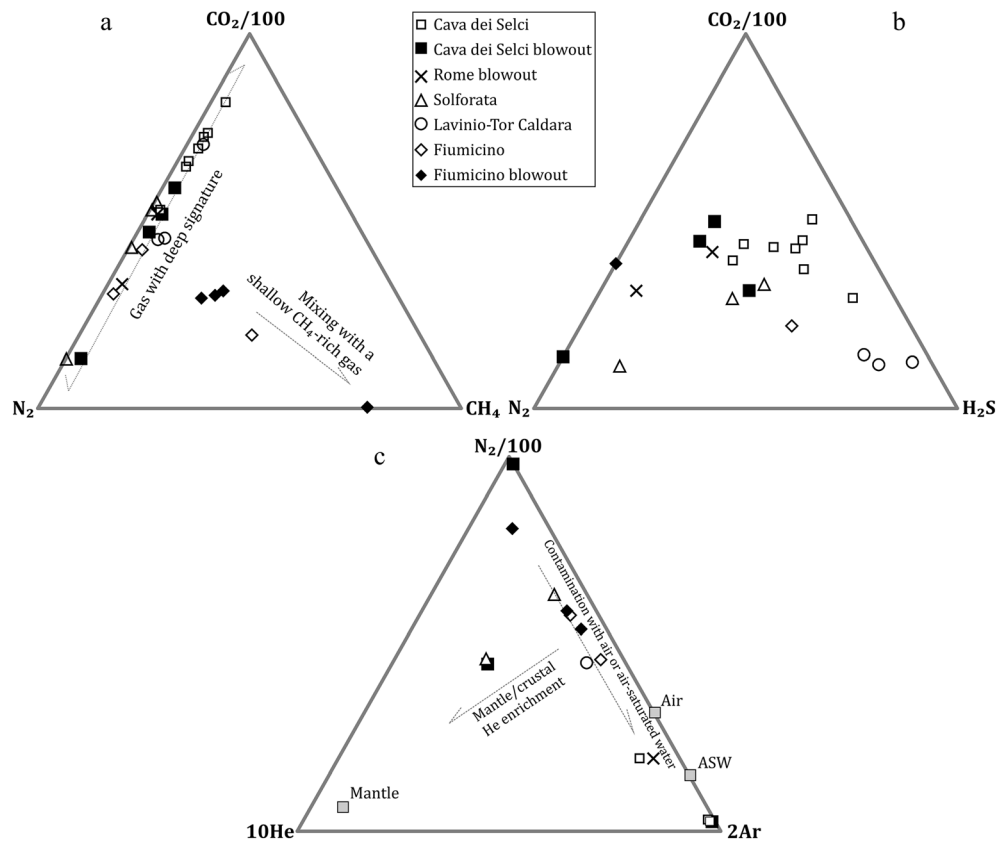 a
CO₂/100
Gas with deep signature
Mixing with a
shallow CH₄-rich gas
N₂
CH₄
Cava dei Selci
Cava dei Selci blowout
Rome blowout
Solforata
Lavinio-Tor Caldara
Fiumicino
Fiumicino blowout
CO₂/100
b
N₂
H₂S
c
N₂/100
Contamination with air or air-saturated water
Mantle/crustal
He enrichment
Air
ASW
Mantle
10He
2Ar